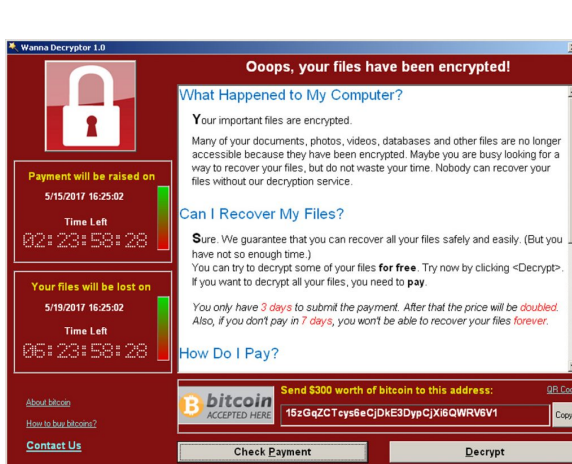 Wanna Decryptor 1.0
Ooops, your files have been encrypted!
What Happened to My Computer?
Your important files are encrypted.
Many of your documents, photos, videos, databases and other files are no longer
accessible because they have been encrypted. Maybe you are busy looking for a
way to recover your files, but do not waste your time. Nobody can recover your
files without our decryption service.
Can I Recover My Files?
Sure. We guarantee that you can recover all your files safely and easily. (But you
have not so enough time.)
You can try to decrypt some of your files for free. Try now by clicking <Decrypt>.
If you want to decrypt all your files, you need to pay.
You only have 3 days to submit the payment. After that the price will be doubled.
Also, if you don't pay in 7 days, you won't be able to recover your files forever.
How Do I Pay?
Payment will be raised on
5/15/2017 16:25:02
Time Left
02:23:58:28
Your files will be lost on
5/19/2017 16:25:02
Time Left
06:23:58:28
About bitcoin
How to buy bitcoins?
Contact Us
bitcoin
ACCEPTED HERE
Send $300 worth of bitcoin to this address:
QR Co
15zGqZCTcys6eCjDkE3DypCjXi6QWRV6V1
Copy
Check Payment
Decrypt